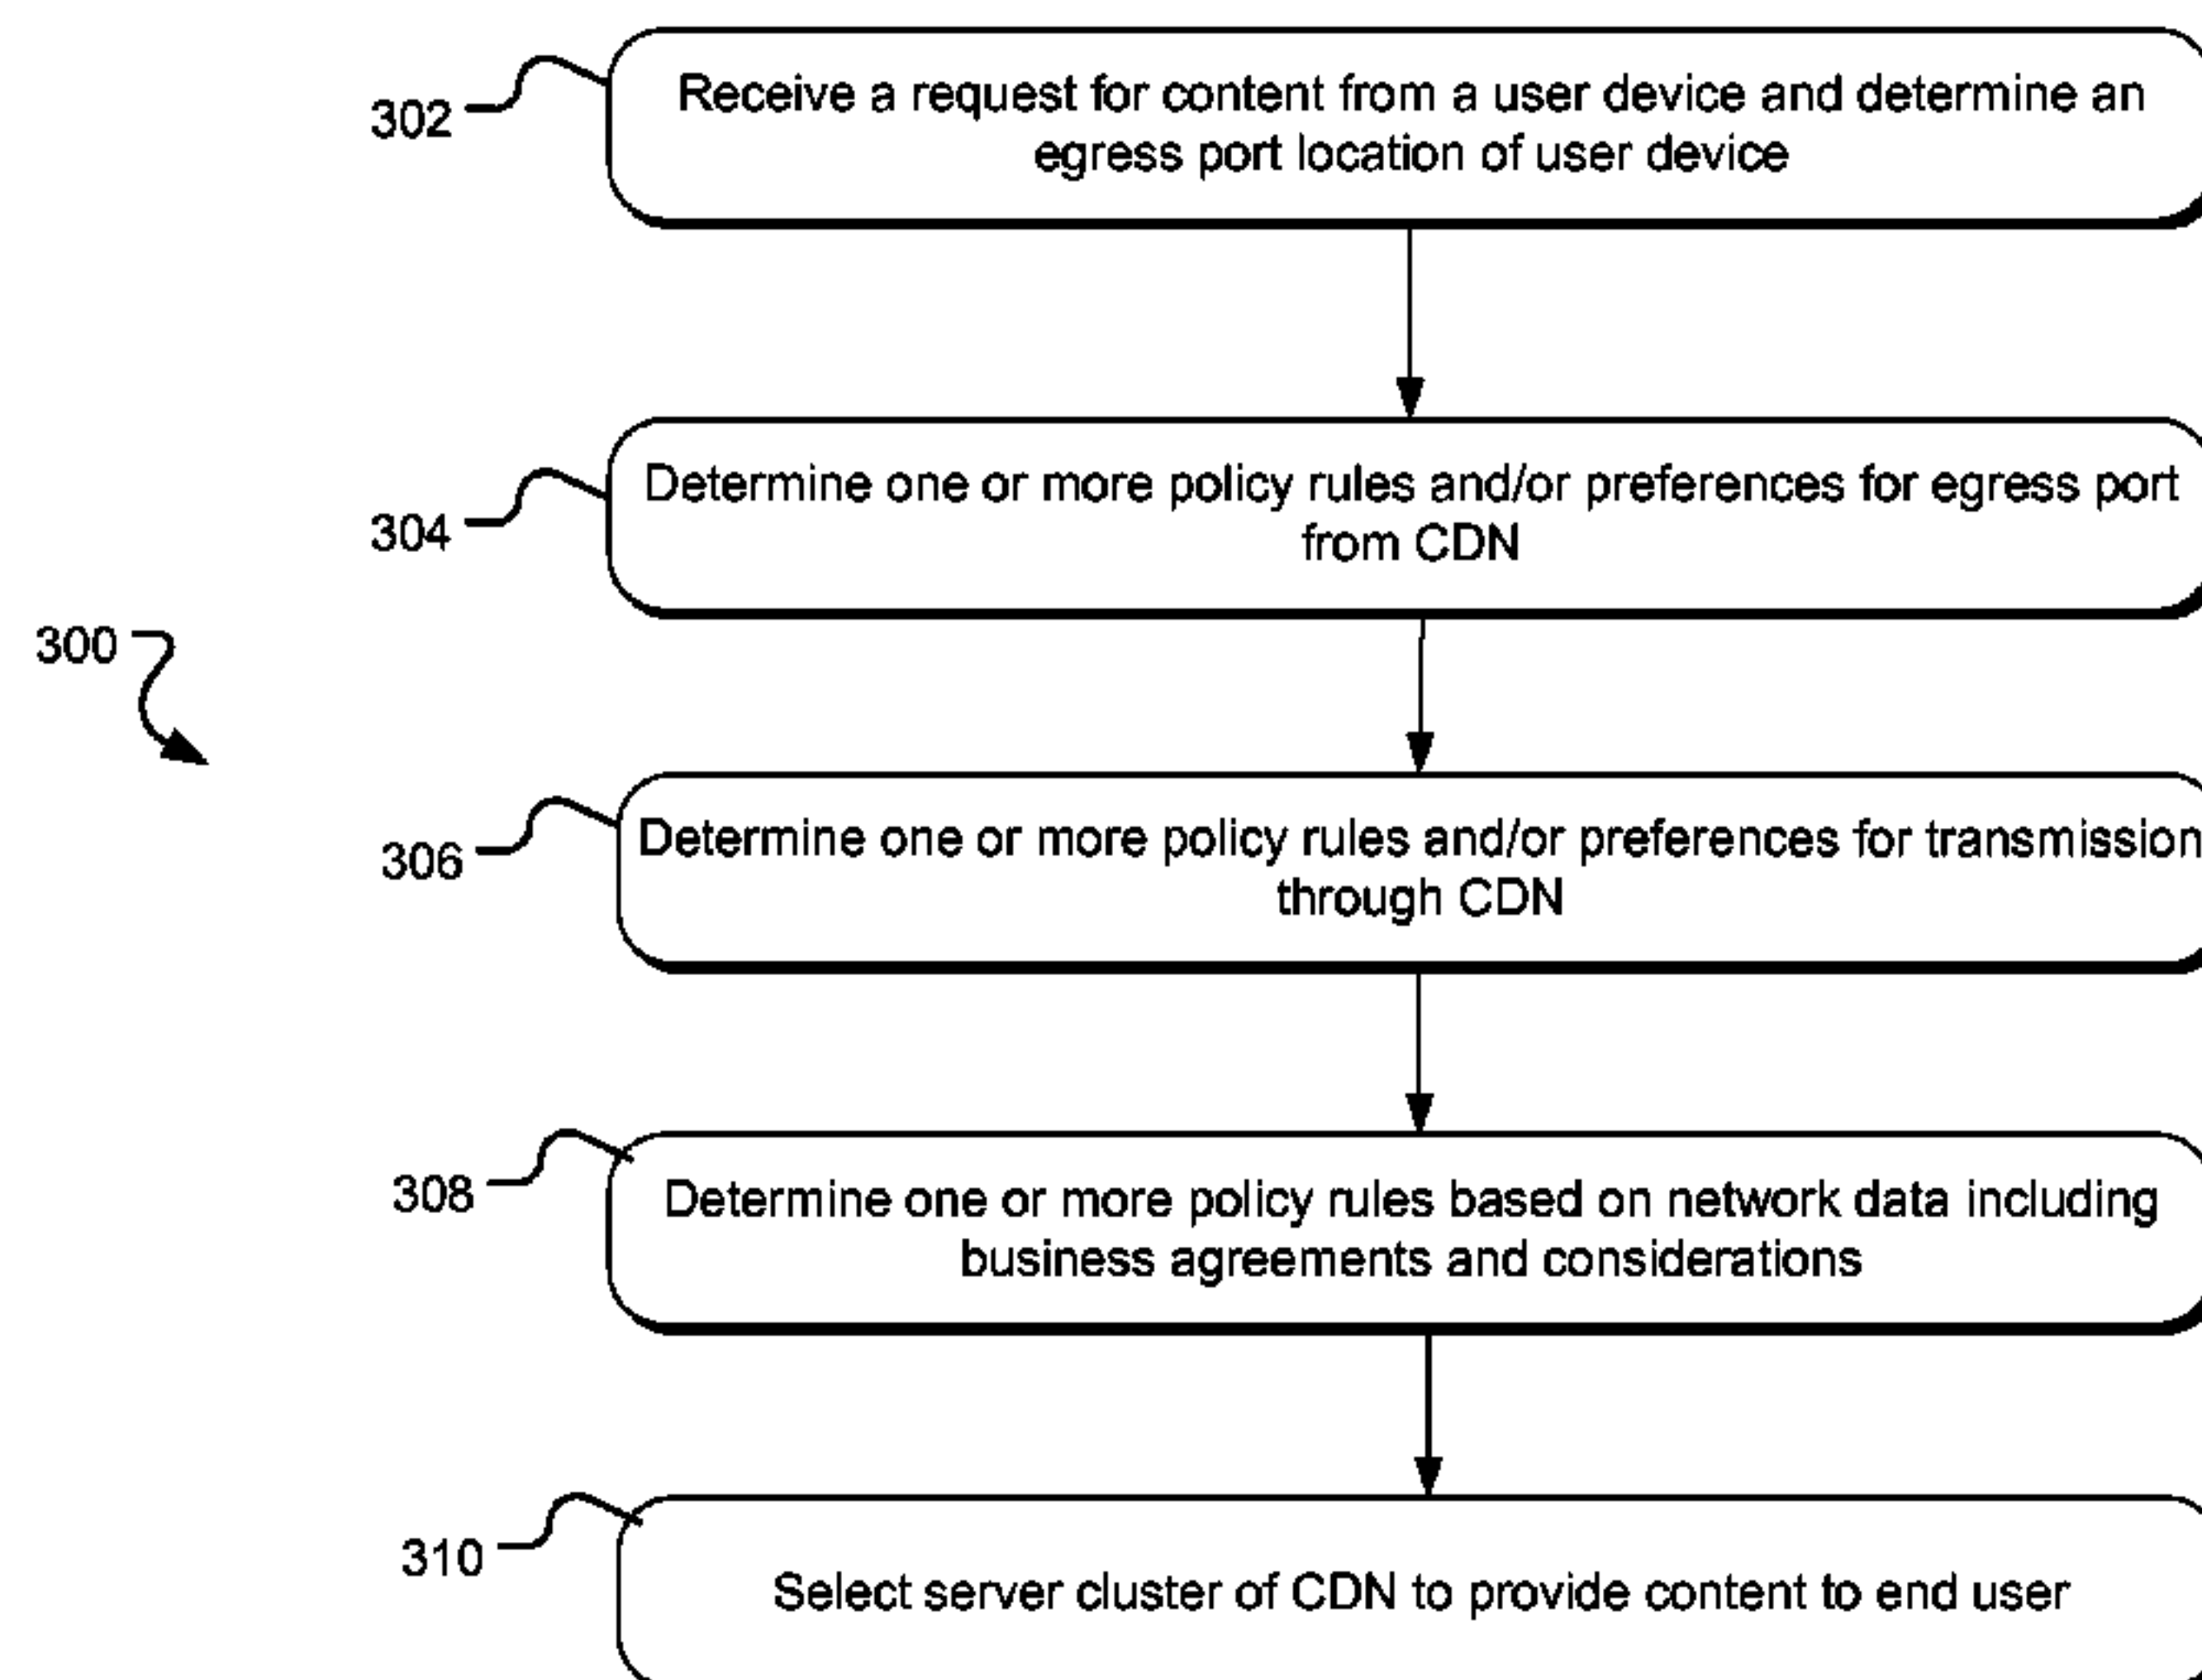 302
Receive a request for content from a user device and determine an
egress port location of user device
304
Determine one or more policy rules and/or preferences for egress port
from CDN
300
306
Determine one or more policy rules and/or preferences for transmission
through CDN
308
Determine one or more policy rules based on network data including
business agreements and considerations
310
Select server cluster of CDN to provide content to end user